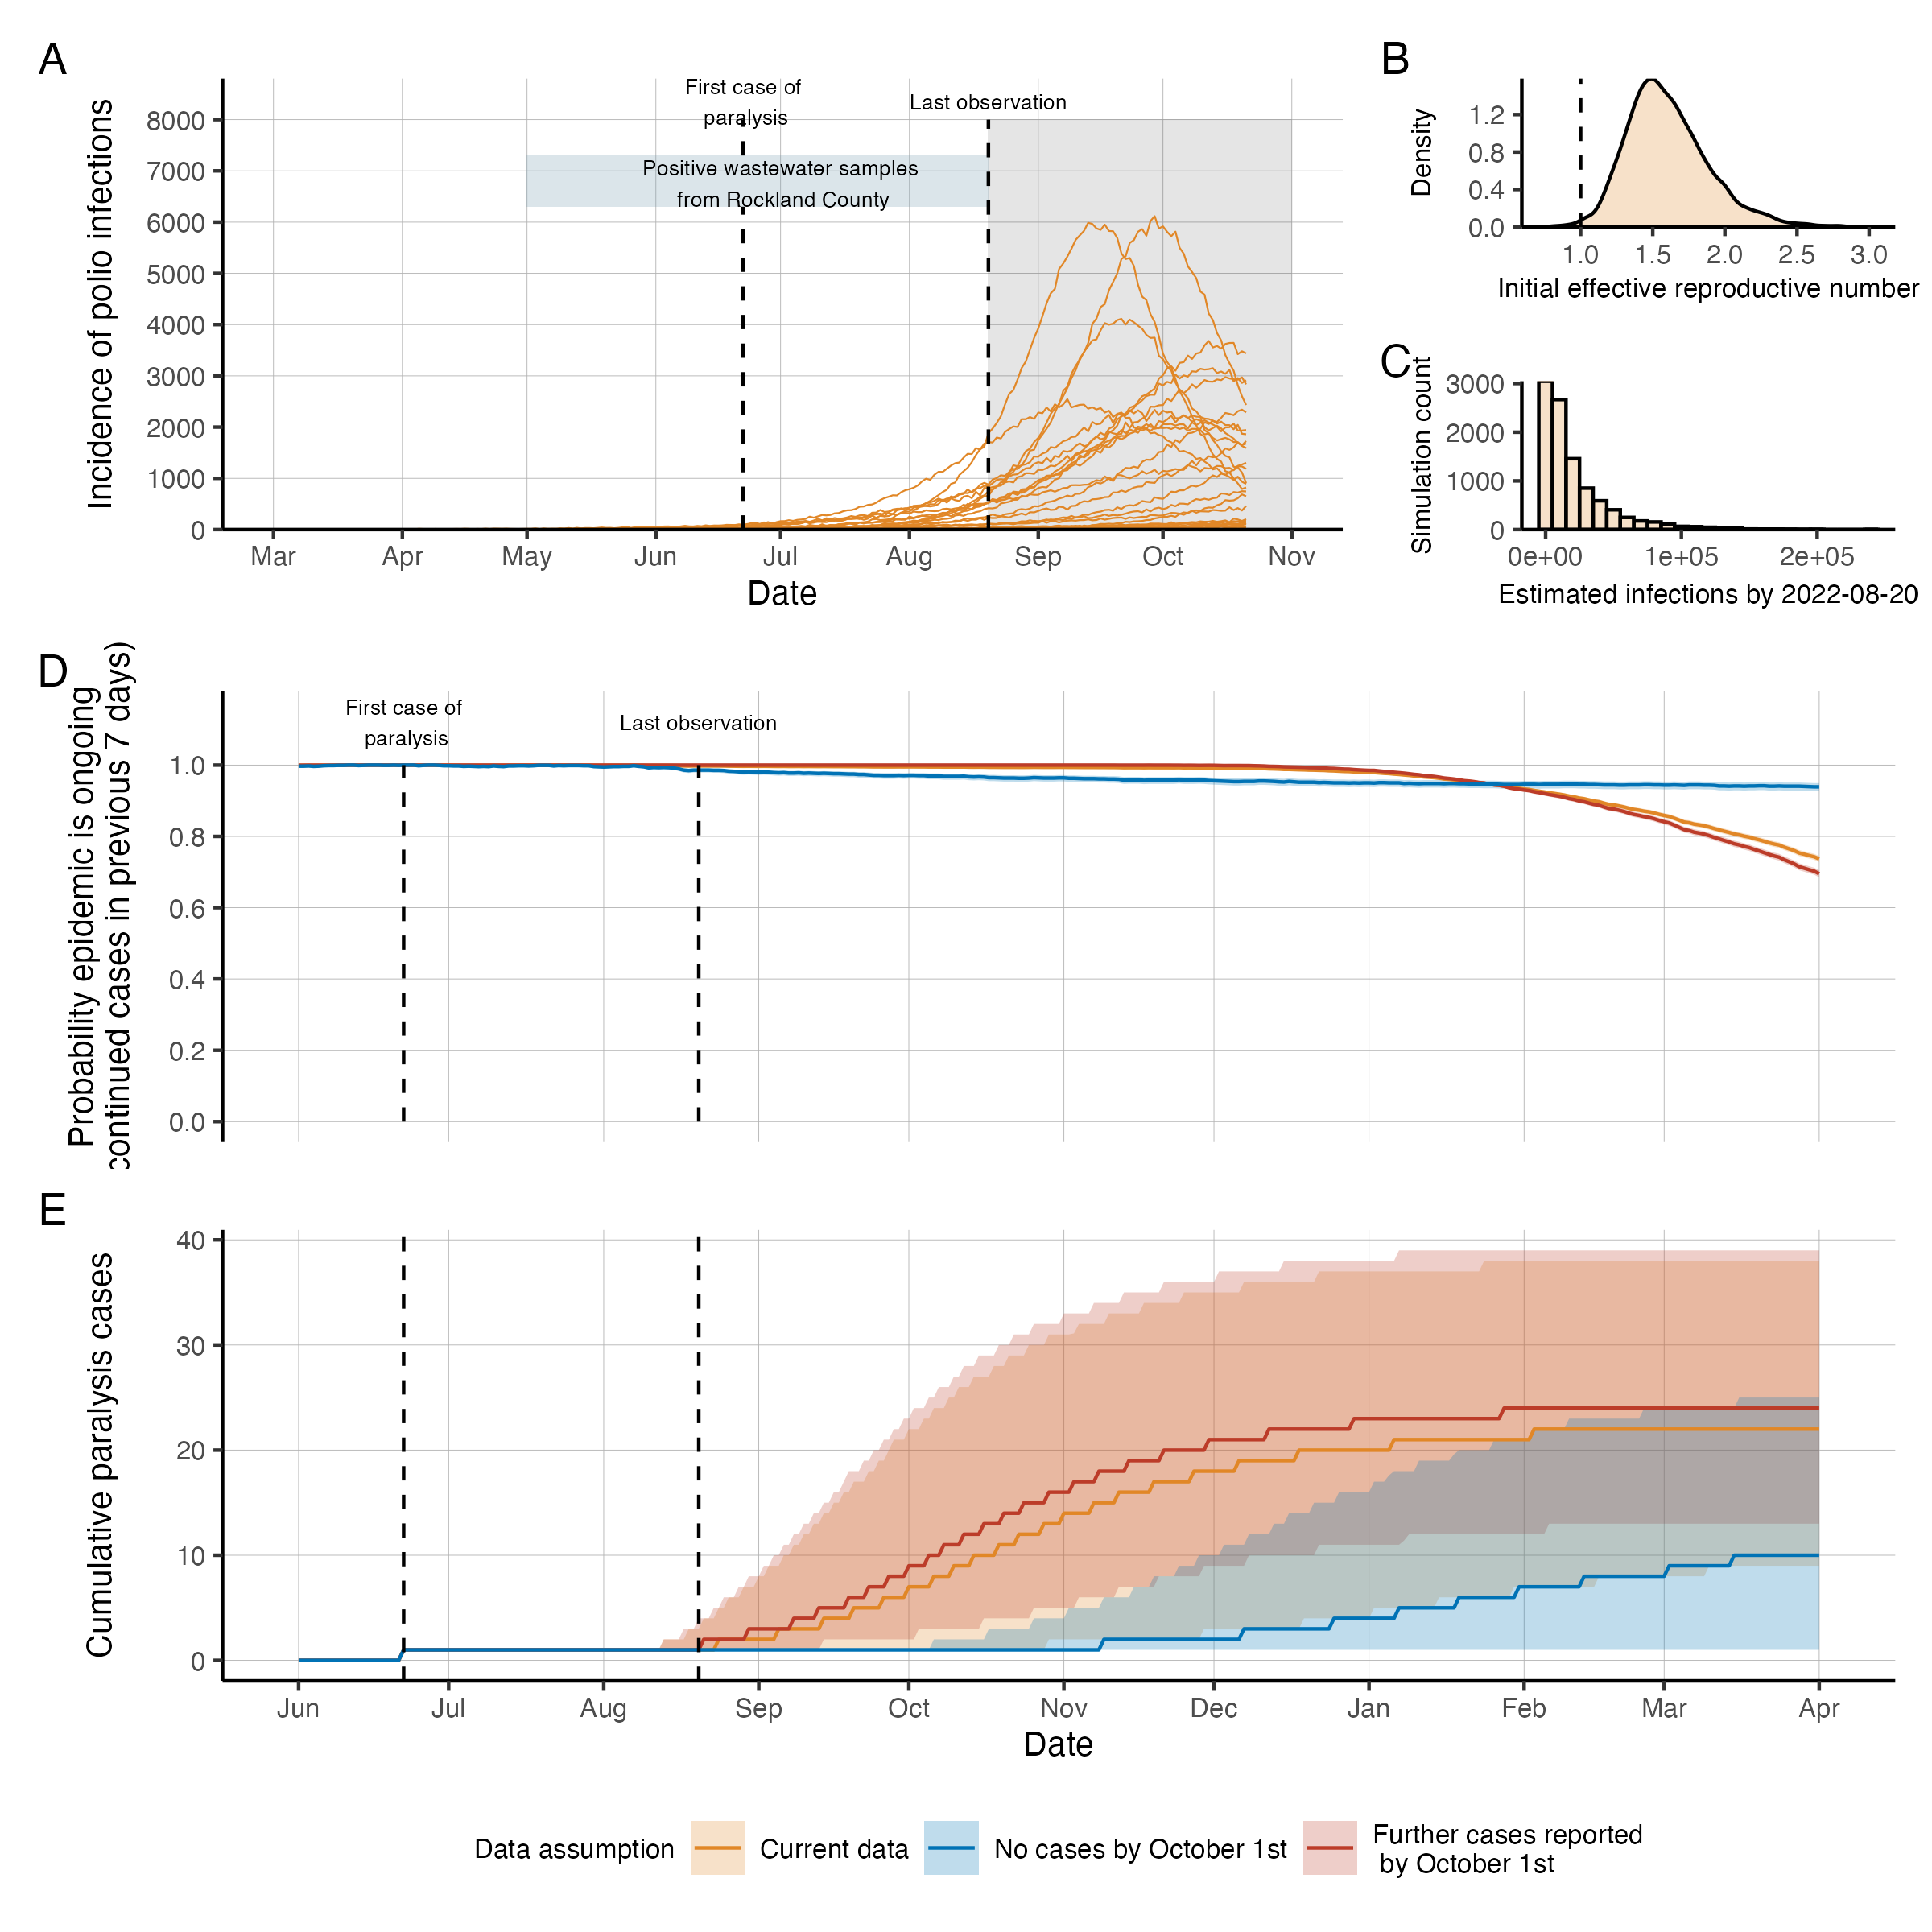 A
First case of
paralysis
Last observation
Positive wastewater samples
from Rockland County
Incidence of polio infections
8000
7000
6000
5000
4000
3000
2000
1000
0
Mar Apr May Jun Jul Aug Sep Oct Nov
Date
B
Density
1.2
0.8
0.4
0.0
1.0 1.5 2.0 2.5 3.0
Initial effective reproductive number
C
Simulation count
3000
2000
1000
0
0e+00 1e+05 2e+05
Estimated infections by 2022-08-20
D
Probability epidemic is ongoing
continued cases in previous 7 days)
First case of
paralysis
Last observation
1.0
0.8
0.6
0.4
0.2
0.0
E
Cumulative paralysis cases
40
30
20
10
0
Jun Jul Aug Sep Oct Nov Dec Jan Feb Mar Apr
Date
Data assumption
Current data
No cases by October 1st
Further cases reported
by October 1st